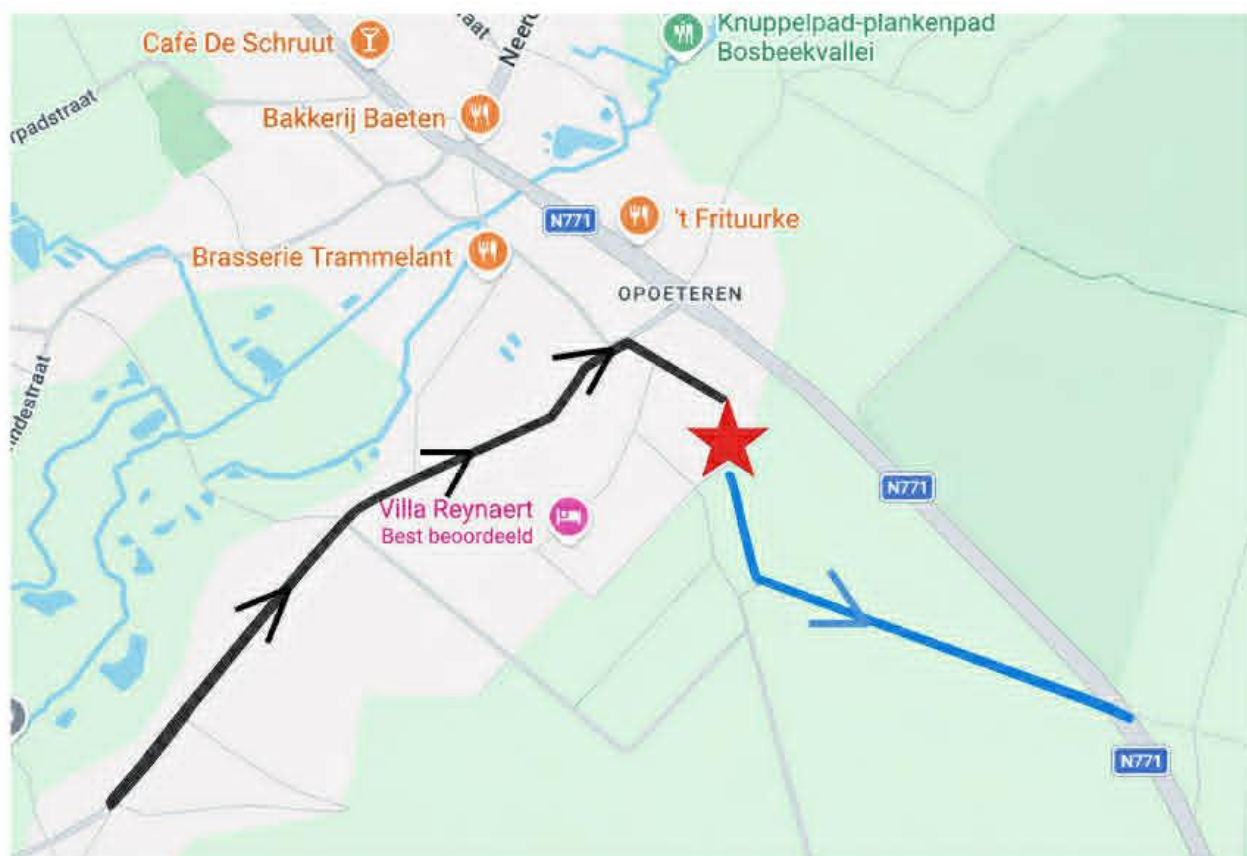 Knuppelpad-plankenpad
Bosbeekvallei
Café De Schruut
Bakkerij Baeten
N771
't Frituurke
Brasserie Trammelant
OPOETEREN
N771
Villa Reynaert
Best beoordeeld
N771